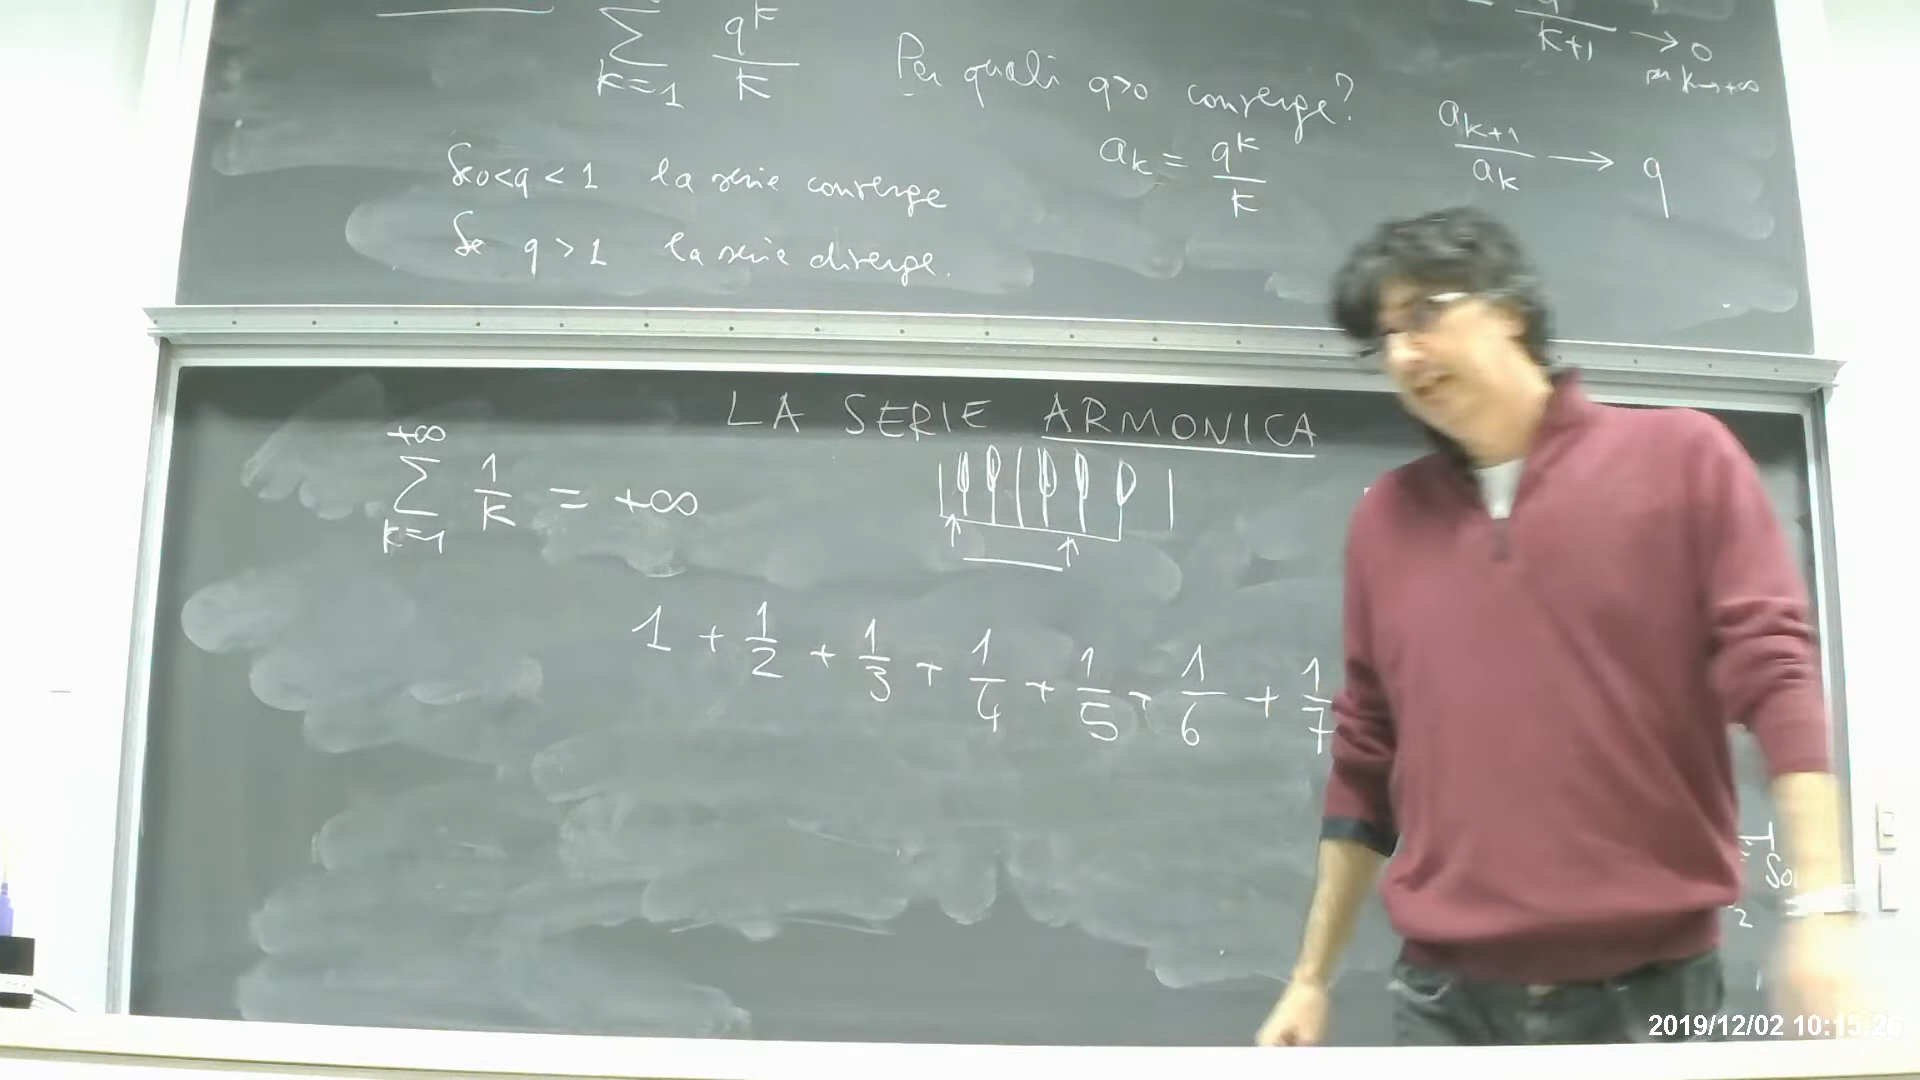 ∑_{k=1} q^k/k Per quali q>0 converge?
/k+1 → 0 per k→+∞
a_k = q^k/k a_{k+1}/a_k → q
Se 0<q<1 la serie converge
Se q>1 la serie diverge.
LA SERIE ARMONICA
∑_{k=1}^{+∞} 1/k = +∞
1 + 1/2 + 1/3 + 1/4 + 1/5 + 1/6 + 1/7
2
2019/12/02 10:15:26